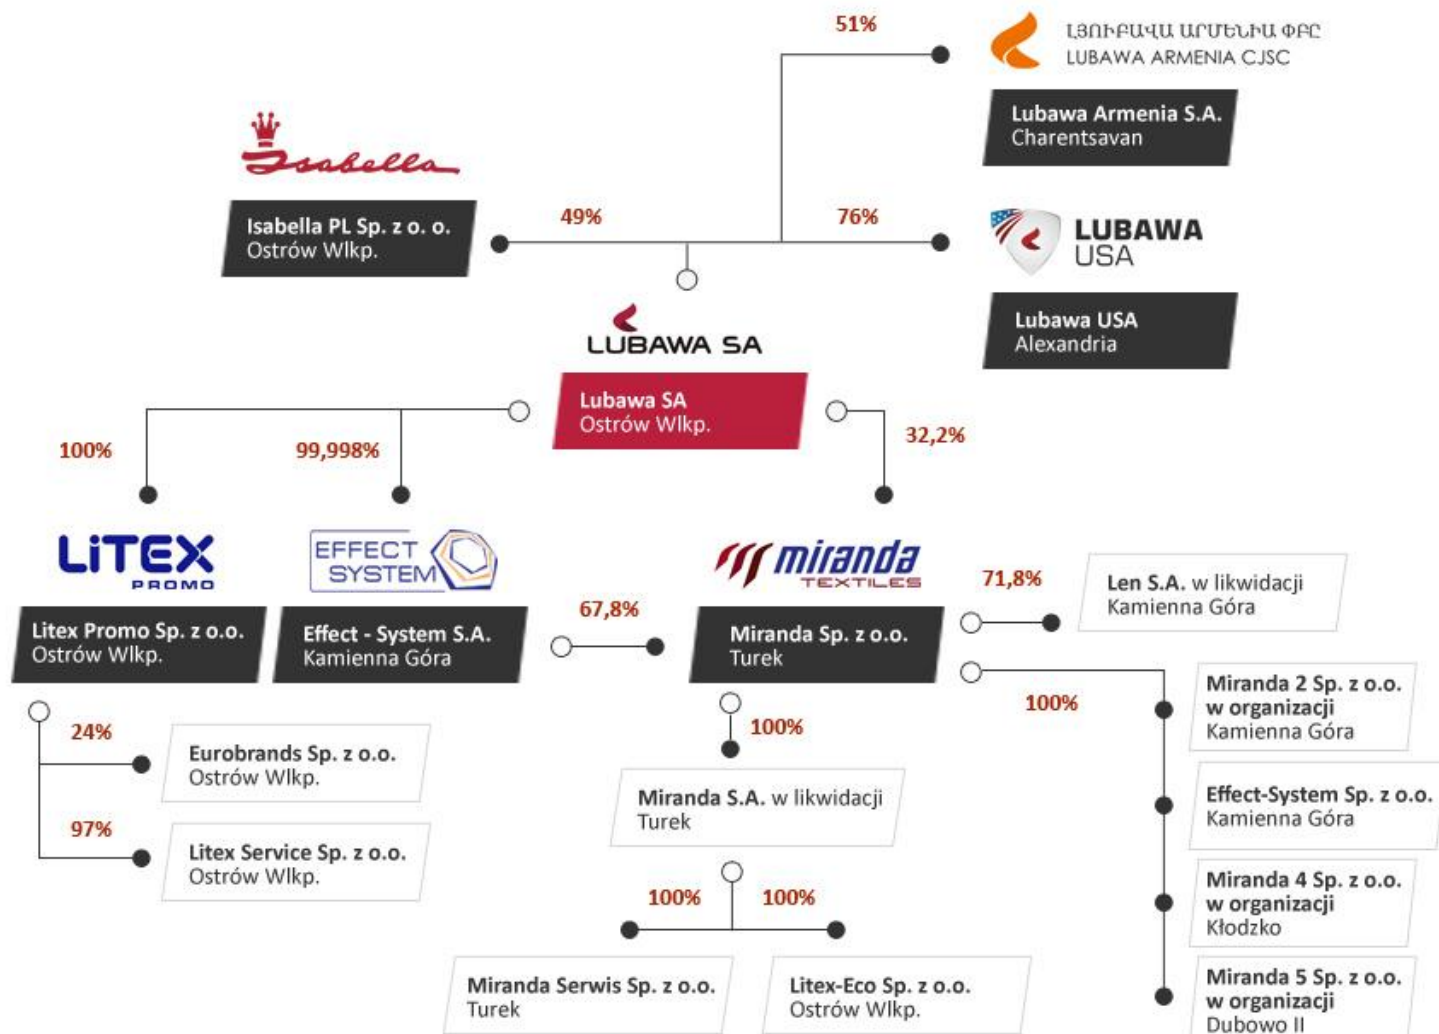 51%
ԼՅՈՒԲԱՎԱ ԱՐՄԵՆԻԱ ՓԲԸ
LUBAWA ARMENIA CJSC
Lubawa Armenia S.A.
Charentsavan
Isabella
Isabella PL Sp. z o. o.
Ostrów Wlkp.
49%
76%
LUBAWA
USA
Lubawa USA
Alexandria
LUBAWA SA
Lubawa SA
Ostrów Wlkp.
100%
99,998%
32,2%
LiTEX
PROMO
EFFECT
SYSTEM
miranda
TEXTILES
Litex Promo Sp. z o.o.
Ostrów Wlkp.
Effect - System S.A.
Kamienna Góra
67,8%
Miranda Sp. z o.o.
Turek
71,8%
Len S.A. w likwidacji
Kamienna Góra
24%
Eurobrands Sp. z o.o.
Ostrów Wlkp.
97%
Litex Service Sp. z o.o.
Ostrów Wlkp.
100%
Miranda S.A. w likwidacji
Turek
100%
100%
Miranda Serwis Sp. z o.o.
Turek
Litex-Eco Sp. z o.o.
Ostrów Wlkp.
100%
Miranda 2 Sp. z o.o.
w organizacji
Kamienna Góra
Effect-System Sp. z o.o.
Kamienna Góra
Miranda 4 Sp. z o.o.
w organizacji
Kłodzko
Miranda 5 Sp. z o.o.
w organizacji
Dubowo II